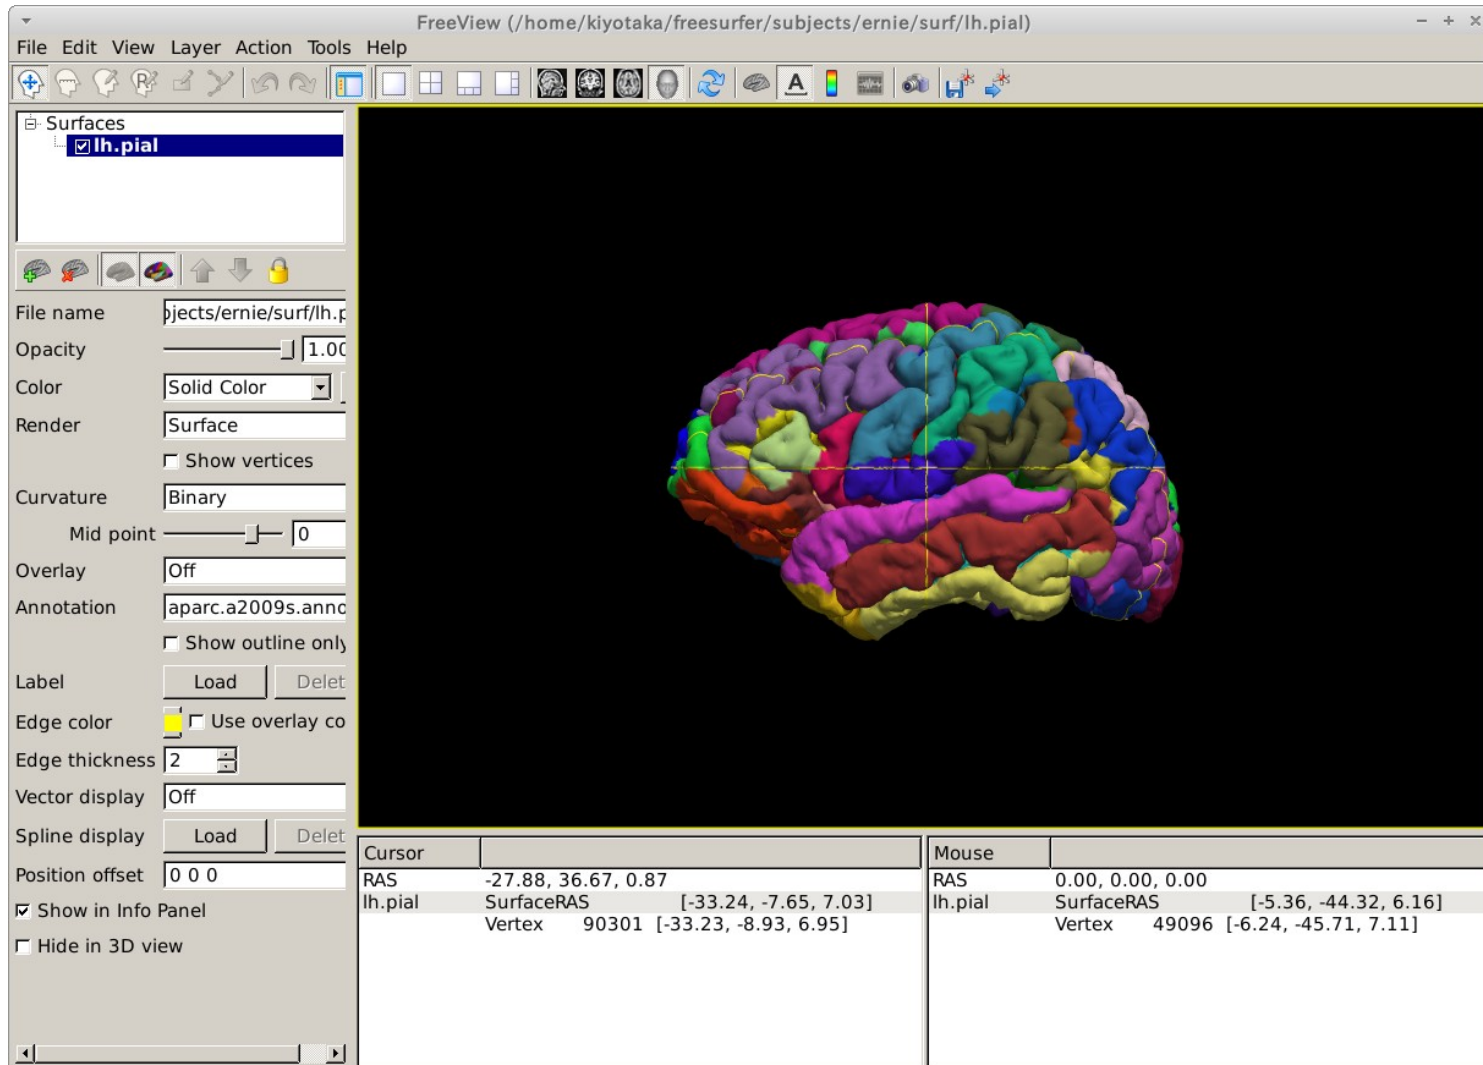 FreeView (/home/kiyotaka/freesurfer/subjects/ernie/surf/lh.pial)
File Edit View Layer Action Tools Help
Surfaces
lh.pial
File name
bjects/ernie/surf/lh.p
Opacity
1.00
Color
Solid Color
Render
Surface
Show vertices
Curvature
Binary
Mid point
0
Overlay
Off
Annotation
aparc.a2009s.anno
Show outline only
Label
Load Delet
Edge color
Use overlay co
Edge thickness
2
Vector display
Off
Spline display
Load Delet
Position offset
0 0 0
Show in Info Panel
Hide in 3D view
Cursor
RAS -27.88, 36.67, 0.87
lh.pial SurfaceRAS [-33.24, -7.65, 7.03]
Vertex 90301 [-33.23, -8.93, 6.95]
Mouse
RAS 0.00, 0.00, 0.00
lh.pial SurfaceRAS [-5.36, -44.32, 6.16]
Vertex 49096 [-6.24, -45.71, 7.11]